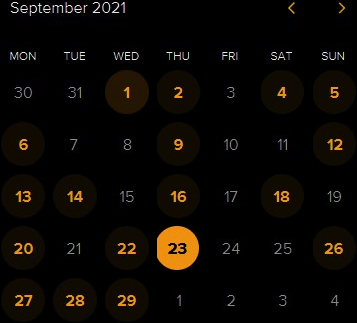 September 2021
MON TUE WED THU FRI SAT SUN
30 31 1 2 3 4 5
6 7 8 9 10 11 12
13 14 15 16 17 18 19
20 21 22 23 24 25 26
27 28 29 1 2 3 4